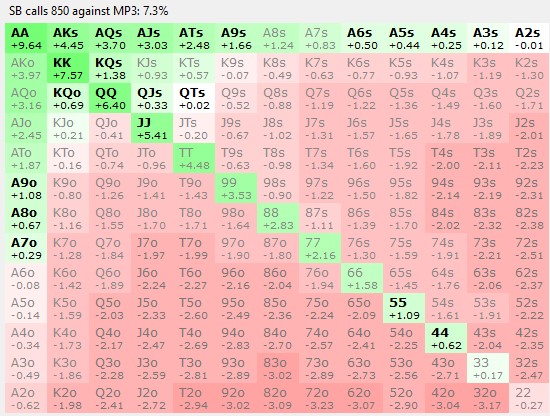 SB calls 850 against MP3: 7.3%
AA AKs AQs AJs ATs A9s A8s A7s A6s A5s A4s A3s A2s
+9.64 +4.45 +3.70 +3.03 +2.48 +1.66 +1.24 +0.83 +0.50 +0.44 +0.25 +0.12 -0.01
AKo KK KQs KJs KTs K9s K8s K7s K6s K5s K4s K3s K2s
+3.97 +7.57 +1.38 +0.93 +0.57 -0.07 -0.49 -0.63 -0.77 -0.93 -1.07 -1.19 -1.30
AQo KQo QQ QJs QTs Q9s Q8s Q7s Q6s Q5s Q4s Q3s Q2s
+3.16 +0.69 +6.40 +0.33 +0.02 -0.52 -0.88 -1.19 -1.22 -1.36 -1.49 -1.60 -1.71
AJo KJo QJo JJ JTs J9s J8s J7s J6s J5s J4s J3s J2s
+2.45 +0.21 -0.41 +5.41 -0.20 -0.67 -1.02 -1.31 -1.57 -1.65 -1.78 -1.89 -2.01
ATo KTo QTo JTo TT T9s T8s T7s T6s T5s T4s T3s T2s
+1.87 -0.16 -0.74 -0.96 +4.48 -0.63 -0.98 -1.34 -1.60 -1.92 -2.00 -2.11 -2.23
A9o K9o Q9o J9o T9o 99 98s 97s 96s 95s 94s 93s 92s
+1.08 -0.80 -1.26 -1.41 -1.43 +3.53 -0.90 -1.22 -1.50 -1.82 -2.14 -2.19 -2.31
A8o K8o Q8o J8o T8o 98o 88 87s 86s 85s 84s 83s 82s
+0.67 -1.16 -1.55 -1.70 -1.71 -1.64 +2.83 -1.11 -1.39 -1.70 -2.02 -2.32 -2.38
A7o K7o Q7o J7o T7o 97o 87o 77 76s 75s 74s 73s 72s
+0.29 -1.28 -1.84 -1.97 -1.99 -1.90 -1.80 +2.16 -1.30 -1.59 -1.91 -2.21 -2.51
A6o K6o Q6o J6o T6o 96o 86o 76o 66 65s 64s 63s 62s
-0.08 -1.42 -1.89 -2.24 -2.27 -2.16 -2.04 -1.94 +1.58 -1.45 -1.76 -2.06 -2.37
A5o K5o Q5o J5o T5o 95o 85o 75o 65o 55 54s 53s 52s
-0.14 -1.59 -2.03 -2.33 -2.60 -2.49 -2.36 -2.24 -2.09 +1.09 -1.61 -1.91 -2.22
A4o K4o Q4o J4o T4o 94o 84o 74o 64o 54o 44 43s 42s
-0.34 -1.73 -2.17 -2.47 -2.69 -2.83 -2.70 -2.57 -2.41 -2.25 +0.62 -2.04 -2.35
A3o K3o Q3o J3o T3o 93o 83o 73o 63o 53o 43o 33 32s
-0.49 -1.86 -2.28 -2.59 -2.81 -2.89 -3.02 -2.89 -2.73 -2.56 -2.71 +0.17 -2.47
A2o K2o Q2o J2o T2o 92o 82o 72o 62o 52o 42o 32o 22
-0.62 -1.98 -2.41 -2.72 -2.94 -3.02 -3.09 -3.23 -3.07 -2.90 -3.04 -3.17 -0.27